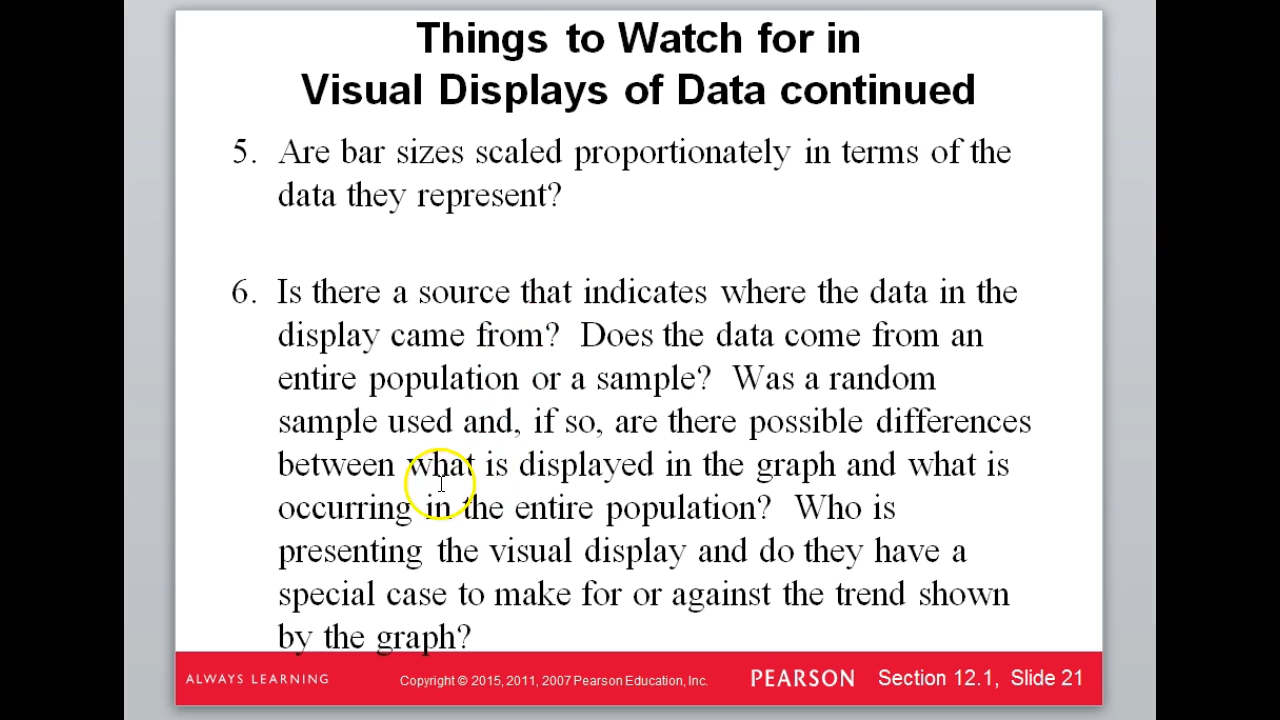 Things to Watch for in
Visual Displays of Data continued
5. Are bar sizes scaled proportionately in terms of the
data they represent?
6. Is there a source that indicates where the data in the
display came from? Does the data come from an
entire population or a sample? Was a random
sample used and, if so, are there possible differences
between what is displayed in the graph and what is
occurring in the entire population? Who is
presenting the visual display and do they have a
special case to make for or against the trend shown
by the graph?
ALWAYS LEARNING Copyright © 2015, 2011, 2007 Pearson Education, Inc. PEARSON Section 12.1, Slide 21